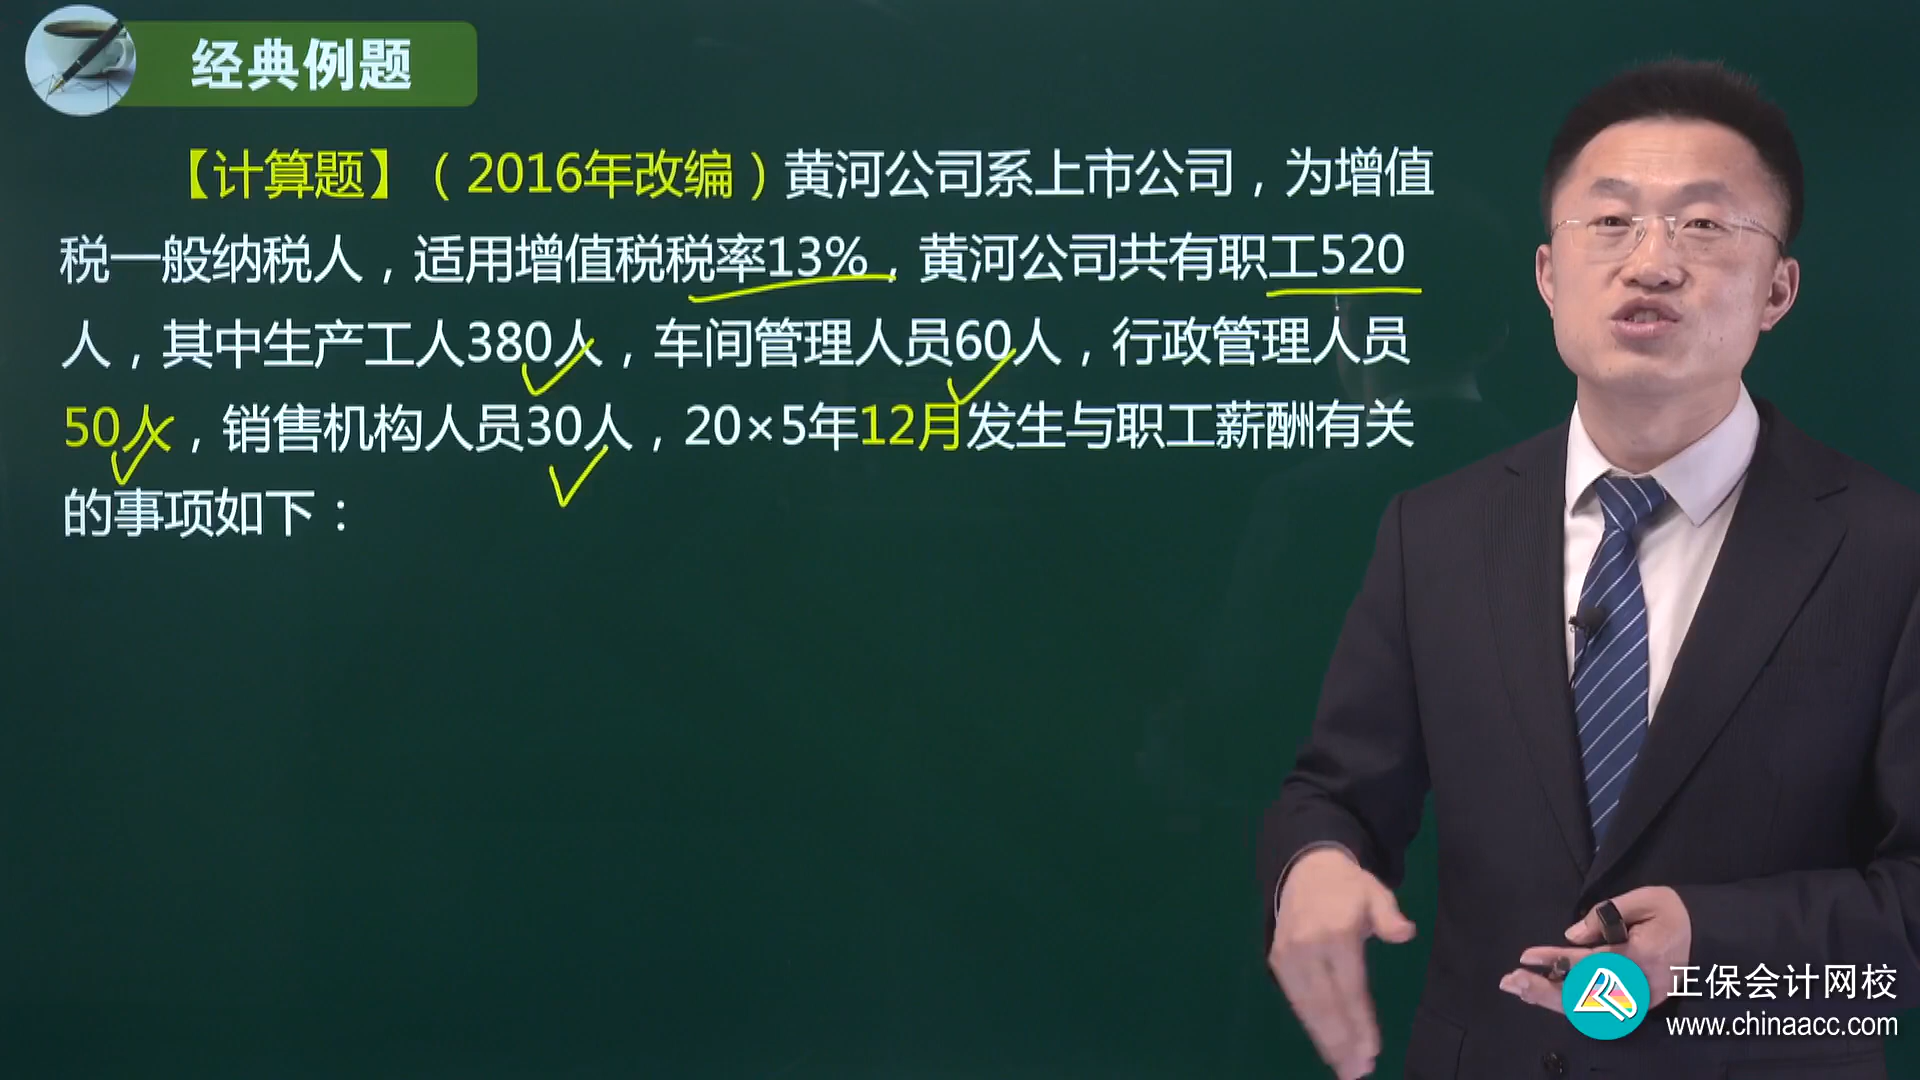 经典例题
【计算题】（2016年改编）黄河公司系上市公司，为增值
税一般纳税人，适用增值税税率13%，黄河公司共有职工520
人，其中生产工人380人，车间管理人员60人，行政管理人员
50人，销售机构人员30人，20×5年12月发生与职工薪酬有关
的事项如下：
正保会计网校
www.chinaacc.com